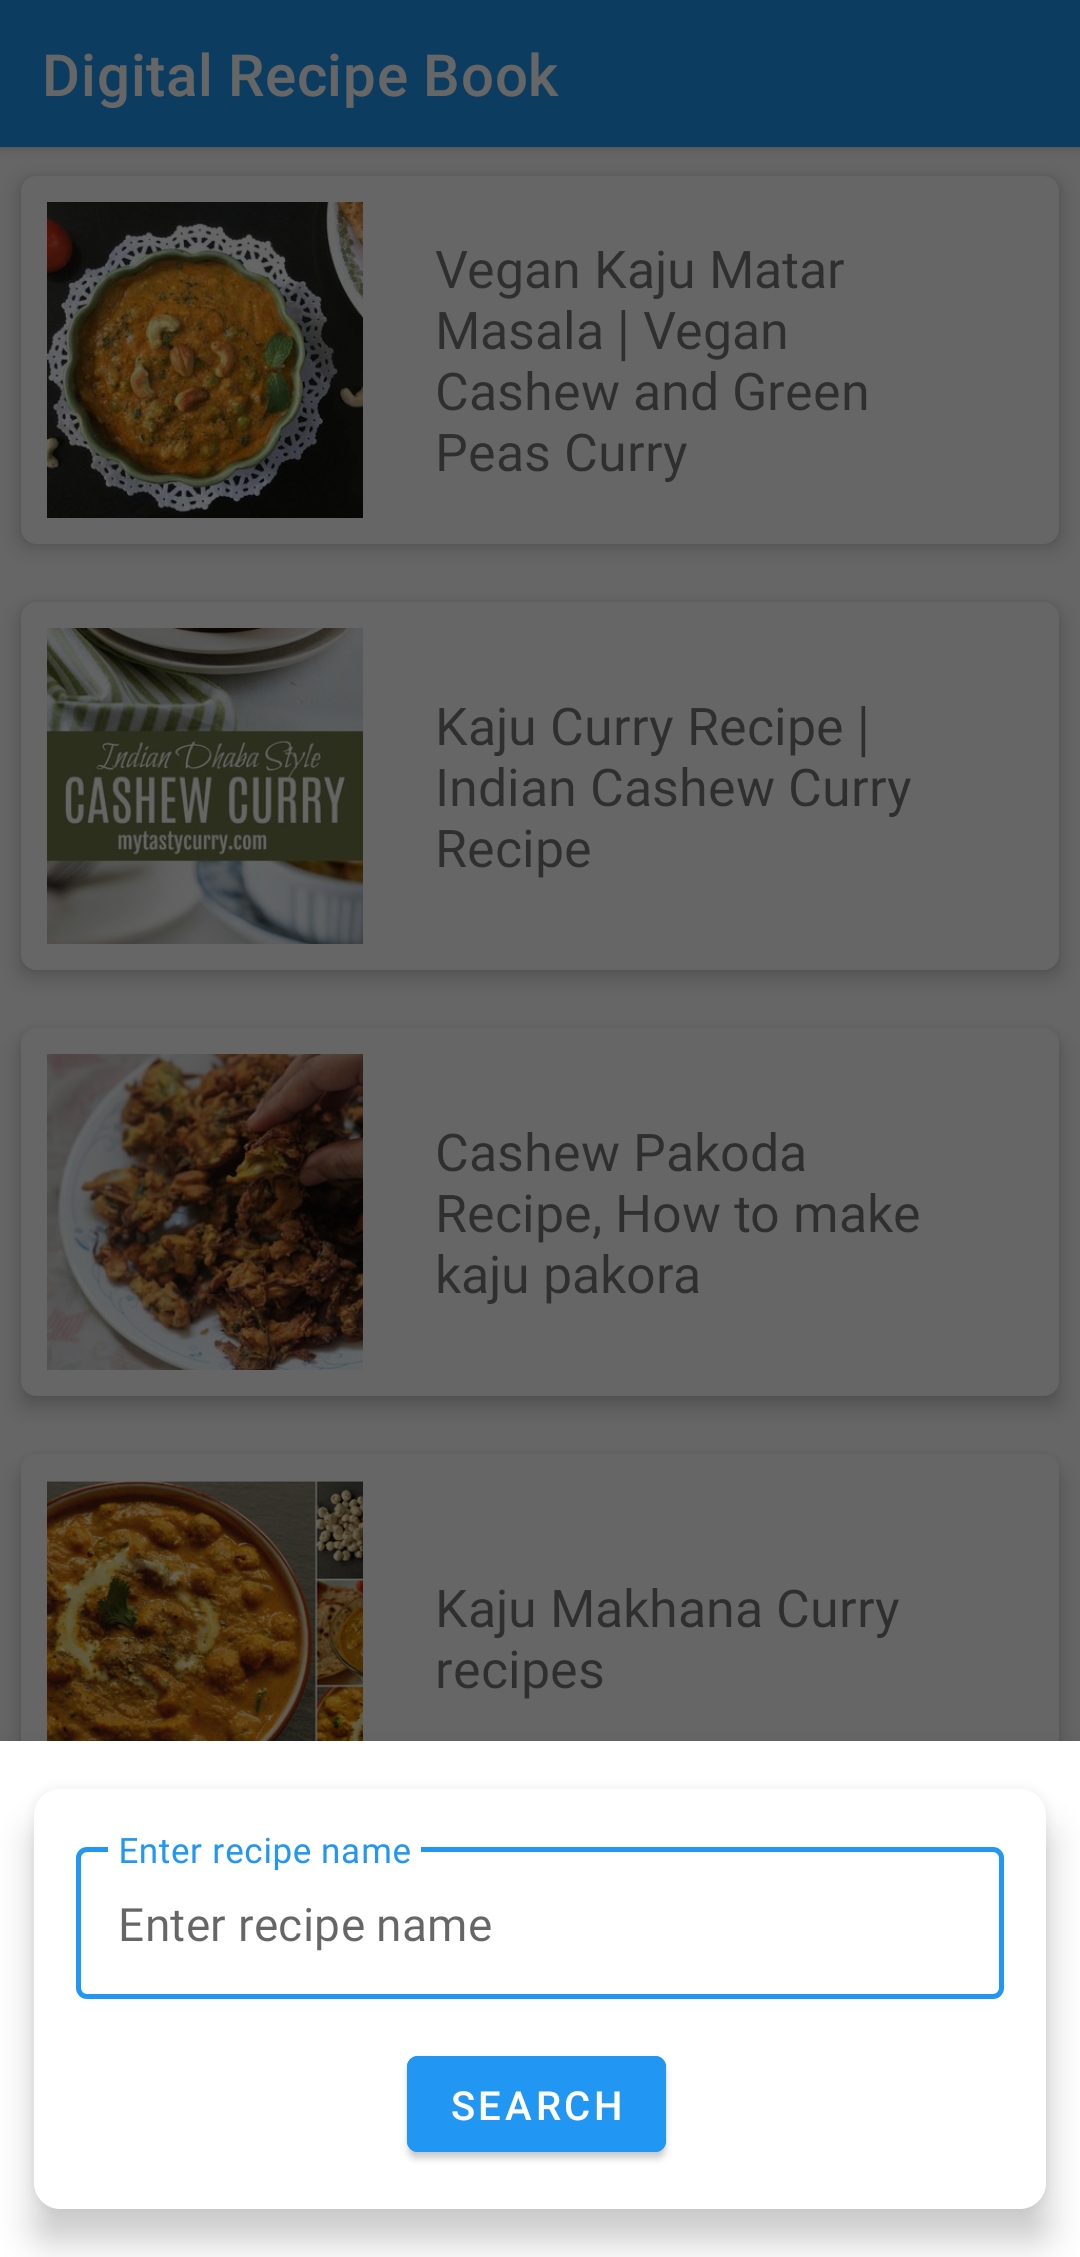 Digital Recipe Book
Vegan Kaju Matar
Masala | Vegan
Cashew and Green
Peas Curry
Indian Dhaba Style
CASHEW CURRY
mytastycurry.com
Kaju Curry Recipe |
Indian Cashew Curry
Recipe
Cashew Pakoda
Recipe, How to make
kaju pakora
Kaju Makhana Curry
recipes
Enter recipe name
Enter recipe name
SEARCH